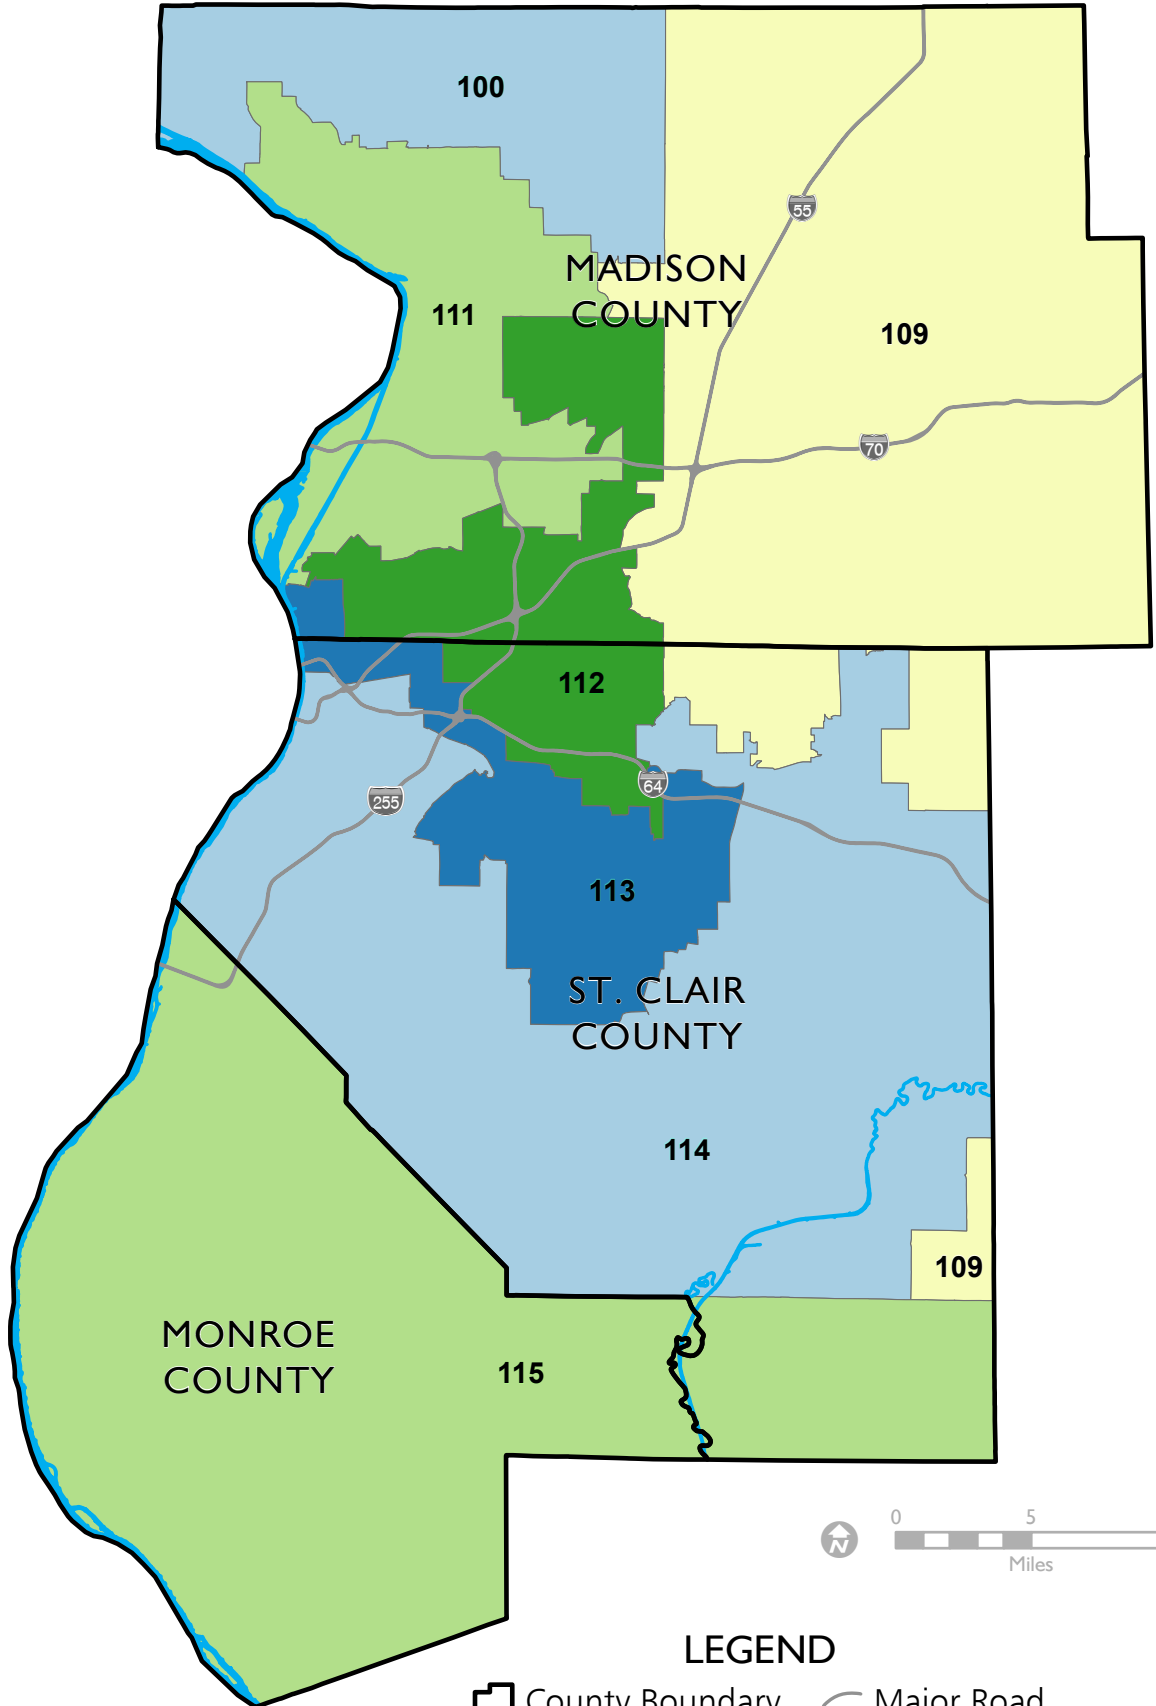 100
55
MADISON
COUNTY
111
109
70
112
64
255
113
ST. CLAIR
COUNTY
114
109
MONROE
COUNTY
115
0 5
N
Miles
LEGEND
County Boundary Major Road